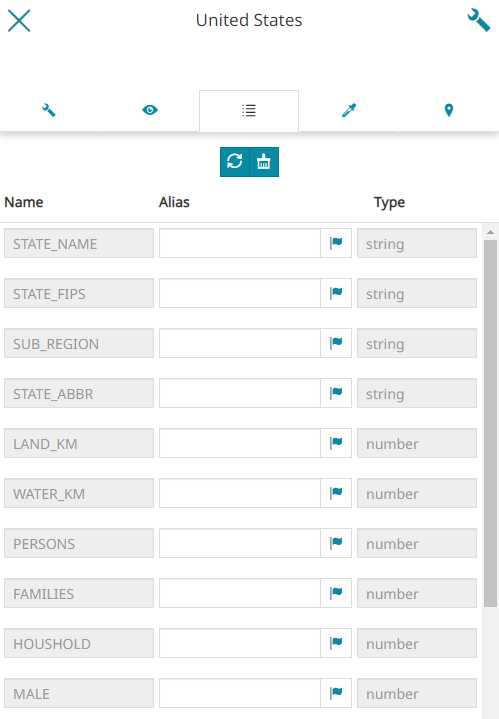 United States
Name Alias Type
STATE_NAME string
STATE_FIPS string
SUB_REGION string
STATE_ABBR string
LAND_KM number
WATER_KM number
PERSONS number
FAMILIES number
HOUSHOLD number
MALE number